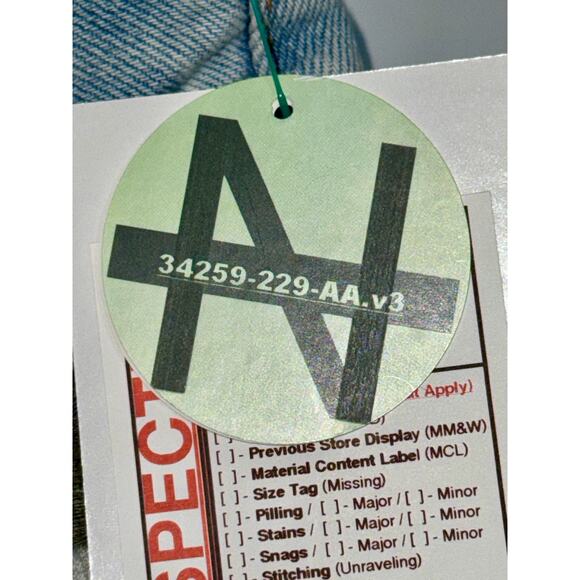 34259-229-AA.v3
Apply)
[ ] - Previous Store Display (MM&W)
[ ] - Material Content Label (MCL)
[ ] - Size Tag (Missing)
[ ] - Pilling / [ ] - Major / [ ] - Minor
[ ] - Stains / [ ] - Major / [ ] - Minor
[ ] - Snags / [ ] - Major / [ ] - Minor
[ ] - Stitching (Unraveling)
SPECT